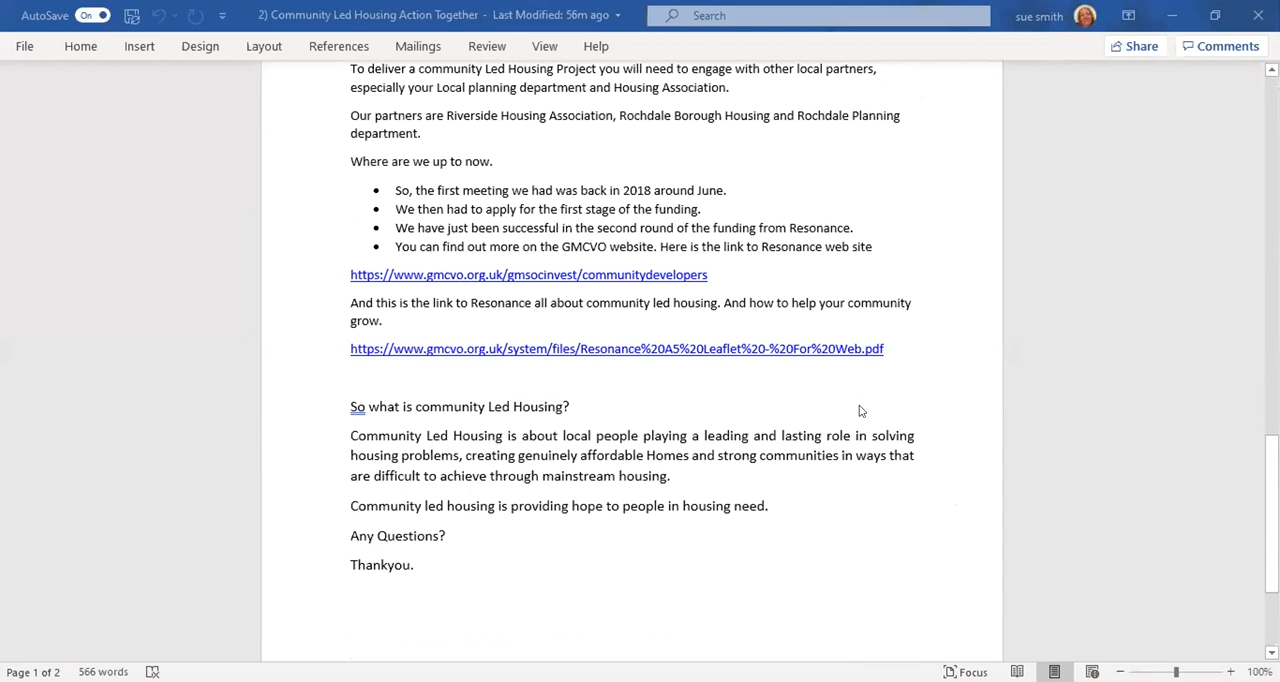 AutoSave On 2) Community Led Housing Action Together - Last Modified: 56m ago Search sue smith
File Home Insert Design Layout References Mailings Review View Help Share Comments
To deliver a community Led Housing Project you will need to engage with other local partners,
especially your Local planning department and Housing Association.
Our partners are Riverside Housing Association, Rochdale Borough Housing and Rochdale Planning
department.
Where are we up to now.
• So, the first meeting we had was back in 2018 around June.
• We then had to apply for the first stage of the funding.
• We have just been successful in the second round of the funding from Resonance.
• You can find out more on the GMCVO website. Here is the link to Resonance web site
https://www.gmcvo.org.uk/gmsocinvest/communitydevelopers
And this is the link to Resonance all about community led housing. And how to help your community
grow.
https://www.gmcvo.org.uk/system/files/Resonance%20A5%20Leaflet%20-%20For%20Web.pdf
So what is community Led Housing?
Community Led Housing is about local people playing a leading and lasting role in solving
housing problems, creating genuinely affordable Homes and strong communities in ways that
are difficult to achieve through mainstream housing.
Community led housing is providing hope to people in housing need.
Any Questions?
Thankyou.
Page 1 of 2 566 words Focus 100%